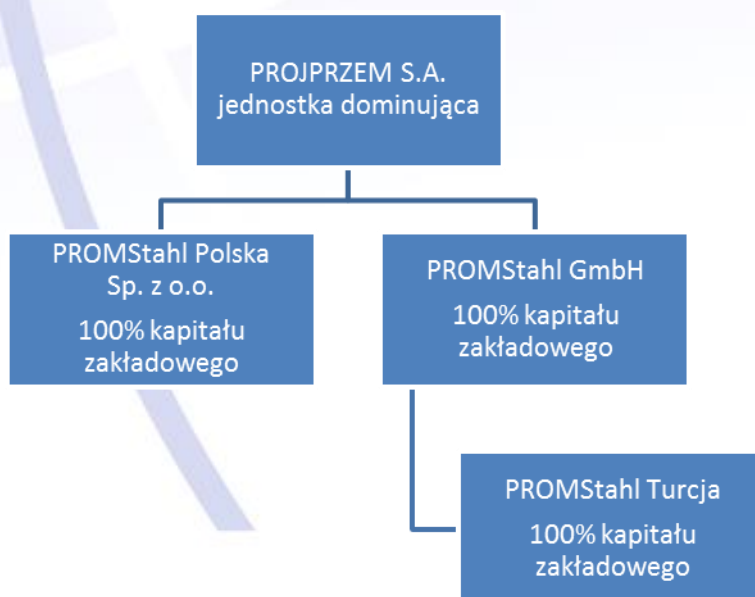 PROJPRZEM S.A.
jednostka dominująca
PROMStahl Polska
Sp. z o.o.
100% kapitału
zakładowego
PROMStahl GmbH
100% kapitału
zakładowego
PROMStahl Turcja
100% kapitału
zakładowego